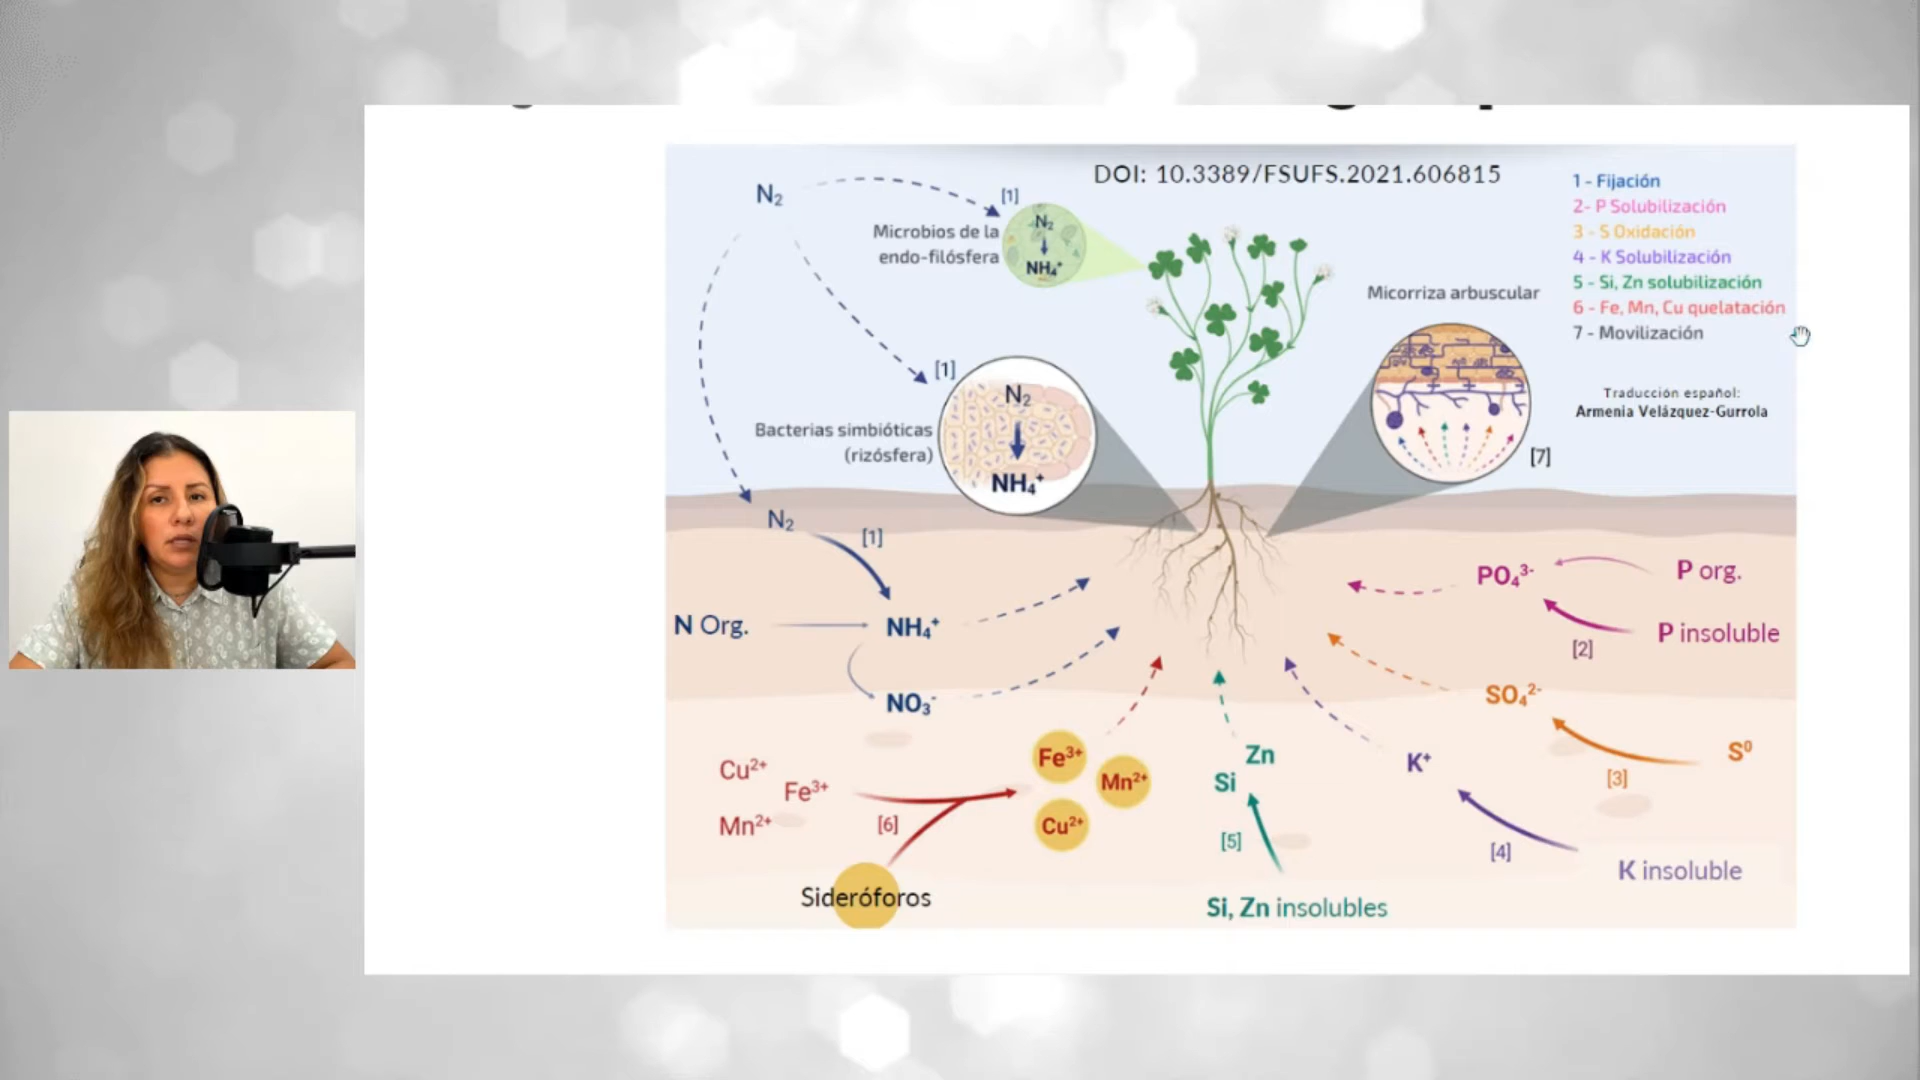 DOI: 10.3389/FSUFS.2021.606815
1 - Fijación
2- P Solubilización
3 - S Oxidación
4 - K Solubilización
5 - Si, Zn solubilización
6 - Fe, Mn, Cu quelatación
7 - Movilización
Traducción español:
Armenia Velázquez-Gurrola
N₂
[1]
N₂
NH₄⁺
Microbios de la
endo-filósfera
Micorriza arbuscular
[7]
[1]
N₂
NH₄⁺
Bacterias simbióticas
(rizósfera)
N₂
[1]
N Org.
NH₄⁺
NO₃⁻
PO₄³⁻
P org.
P insoluble
[2]
SO₄²⁻
S⁰
[3]
K⁺
[4]
K insoluble
Zn
Si
[5]
Si, Zn insolubles
Cu²⁺
Fe³⁺
Mn²⁺
[6]
Fe³⁺
Mn²⁺
Cu²⁺
Sideróforos